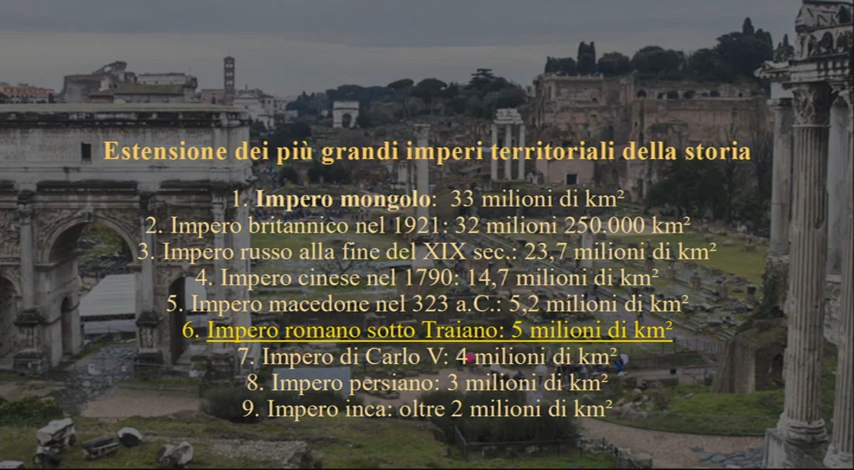 Estensione dei più grandi imperi territoriali della storia
1. Impero mongolo: 33 milioni di km²
2. Impero britannico nel 1921: 32 milioni 250.000 km²
3. Impero russo alla fine del XIX sec.: 23,7 milioni di km²
4. Impero cinese nel 1790: 14,7 milioni di km²
5. Impero macedone nel 323 a.C.: 5,2 milioni di km²
6. Impero romano sotto Traiano: 5 milioni di km²
7. Impero di Carlo V: 4 milioni di km²
8. Impero persiano: 3 milioni di km²
9. Impero inca: oltre 2 milioni di km²